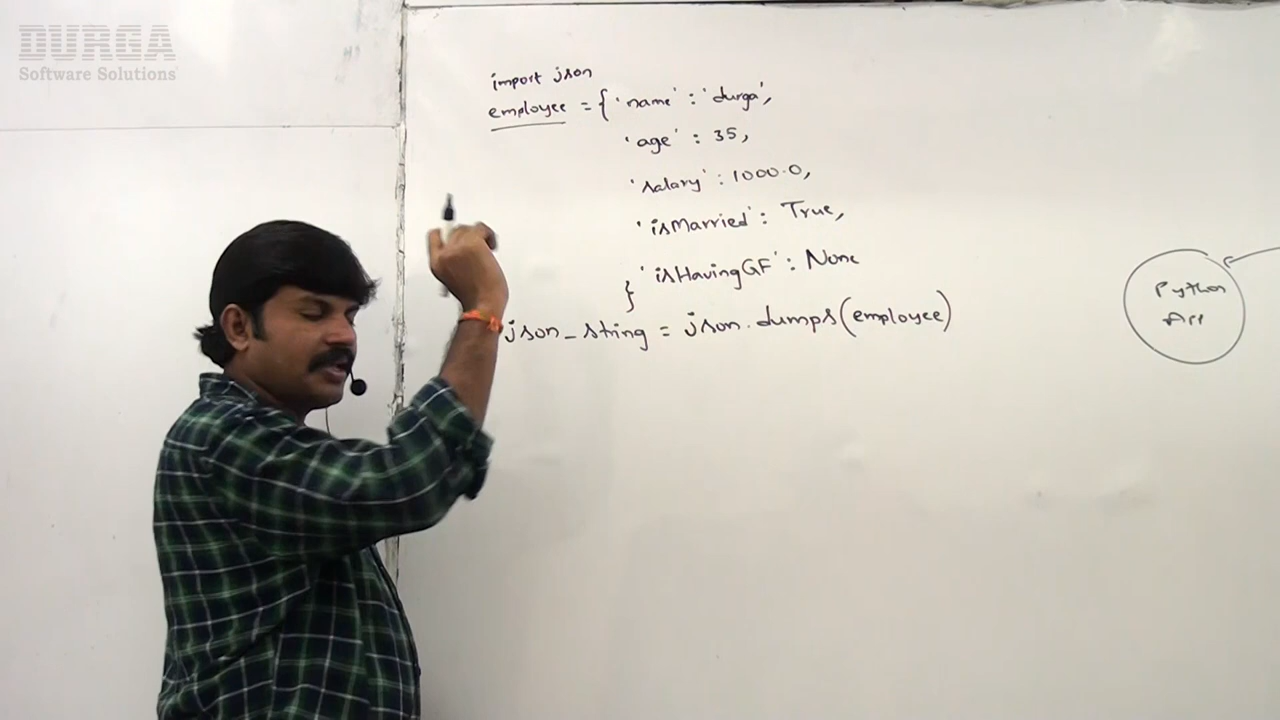 DURGA
Software Solutions
import json
employee = { 'name' : 'durga',
'age' : 35,
'salary' : 1000.0,
'isMarried' : True,
'isHavingGF' : None
}
json_string = json.dumps(employee)
Python